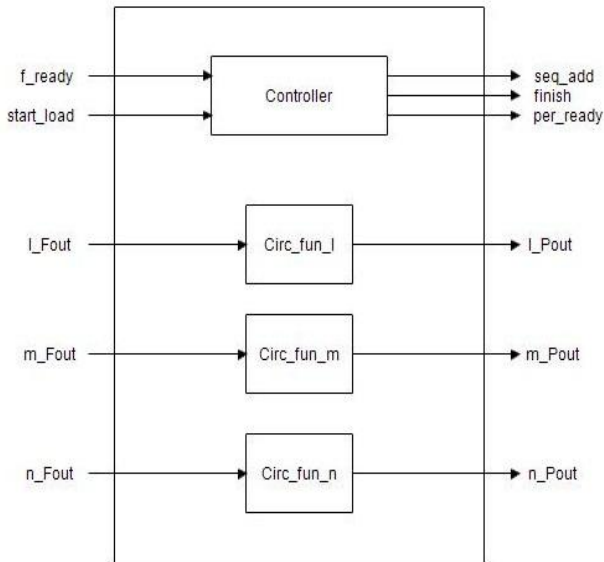 f_ready
start_load
Controller
seq_add
finish
per_ready
l_Fout
Circ_fun_l
l_Pout
m_Fout
Circ_fun_m
m_Pout
n_Fout
Circ_fun_n
n_Pout